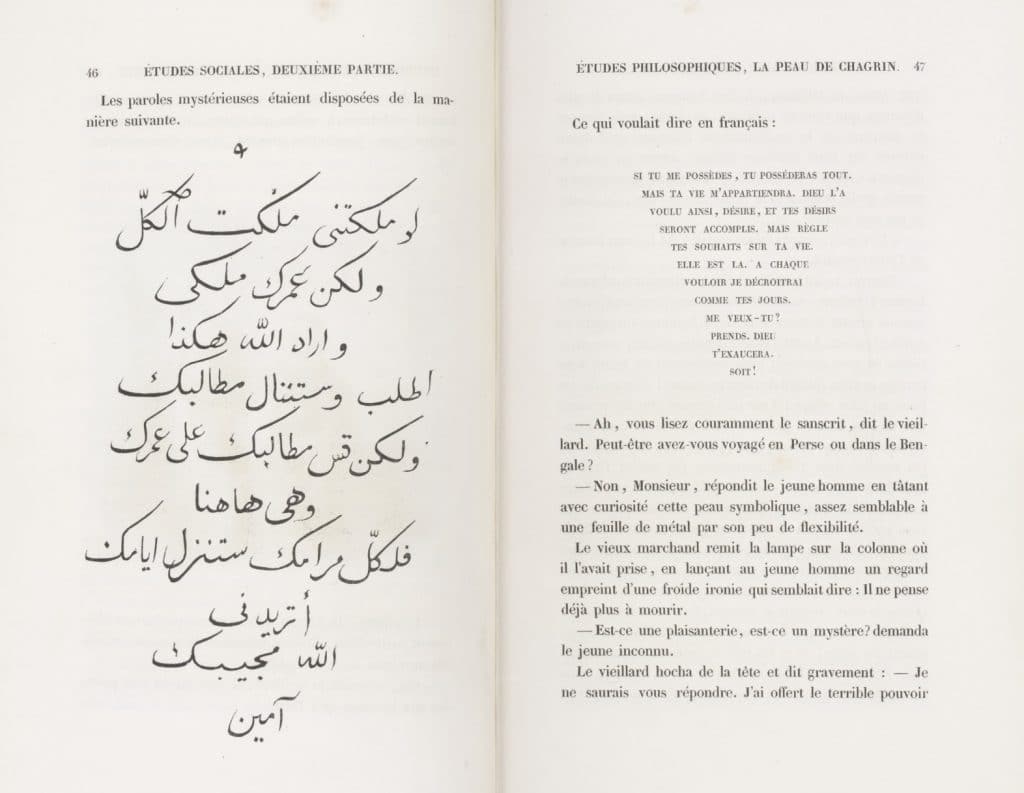 46 ÉTUDES SOCIALES, DEUXIÈME PARTIE.
Les paroles mystérieuses étaient disposées de la ma-
nière suivante.
٩
لو ملكتنى ملكت الكلّ
و لكن عمرك ملكى
و اراد الله هكذا
اطلب وستننال مطالبك
ولكن قس مطالبك على عمرك
وهى هاهنا
فلكلّ مرامك ستنزل ايامك
أتريد فى
الله مجيبك
آمين
ÉTUDES PHILOSOPHIQUES, LA PEAU DE CHAGRIN. 47
Ce qui voulait dire en français :
SI TU ME POSSÈDES, TU POSSÉDERAS TOUT.
MAIS TA VIE M'APPARTIENDRA. DIEU L'A
VOULU AINSI, DÉSIRE, ET TES DÉSIRS
SERONT ACCOMPLIS. MAIS RÈGLE
TES SOUHAITS SUR TA VIE.
ELLE EST LA. A CHAQUE
VOULOIR JE DÉCROITRAI
COMME TES JOURS.
ME VEUX-TU?
PRENDS. DIEU
T'EXAUCERA.
SOIT!
— Ah, vous lisez couramment le sanscrit, dit le vieil-
lard. Peut-être avez-vous voyagé en Perse ou dans le Ben-
gale?
— Non, Monsieur, répondit le jeune homme en tâtant
avec curiosité cette peau symbolique, assez semblable à
une feuille de métal par son peu de flexibilité.
Le vieux marchand remit la lampe sur la colonne où
il l'avait prise, en lançant au jeune homme un regard
empreint d'une froide ironie qui semblait dire : Il ne pense
déjà plus à mourir.
— Est-ce une plaisanterie, est-ce un mystère? demanda
le jeune inconnu.
Le vieillard hocha de la tête et dit gravement : — Je
ne saurais vous répondre. J'ai offert le terrible pouvoir